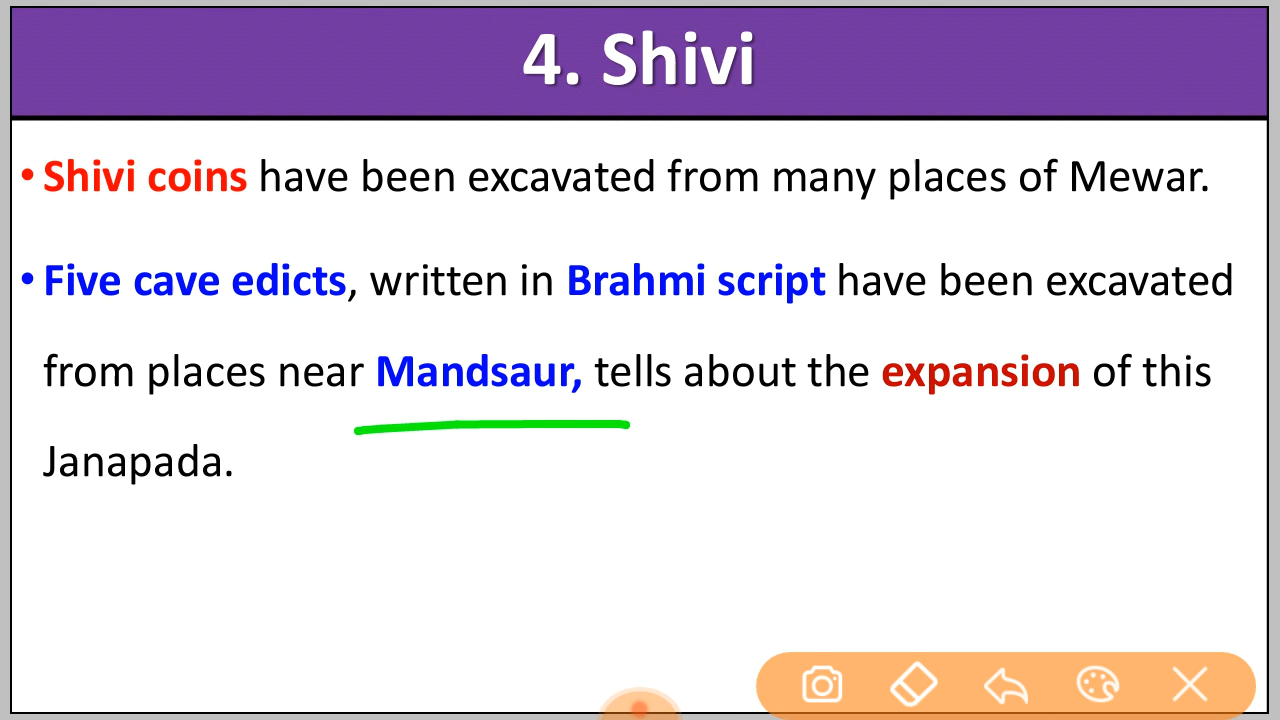 4. Shivi
• Shivi coins have been excavated from many places of Mewar.
• Five cave edicts, written in Brahmi script have been excavated
from places near Mandsaur, tells about the expansion of this
Janapada.